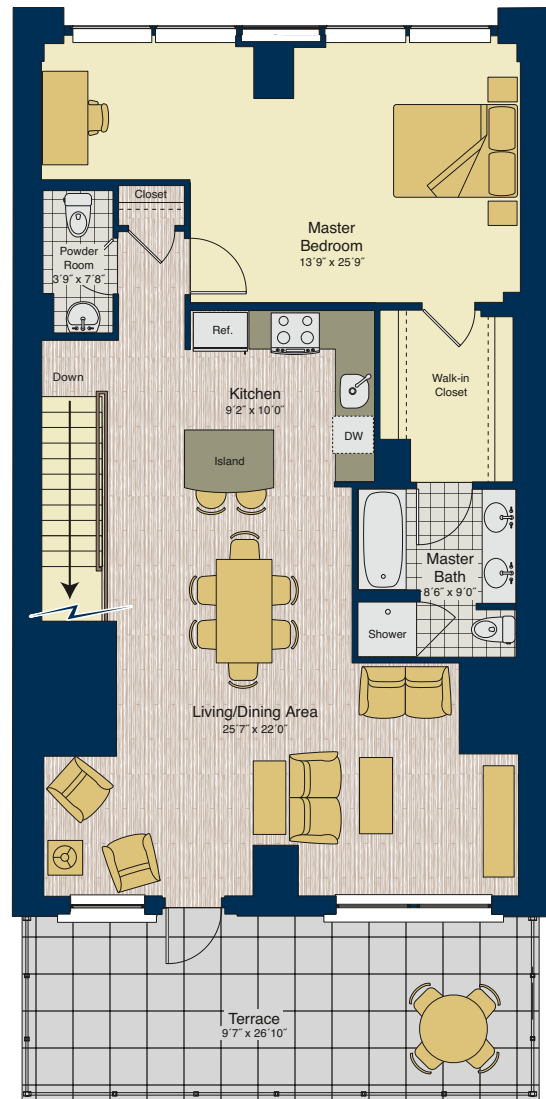 Closet
Powder
Room
3´9˝ x 7´8˝
Master
Bedroom
13´9˝ x 25´9˝
Ref.
Down
Kitchen
9´2˝ x 10´0˝
Walk-in
Closet
DW
Island
Master
Bath
8´6˝ x 9´0˝
Shower
Living/Dining Area
25´7˝ x 22´0˝
Terrace
9´7˝ x 26´10˝